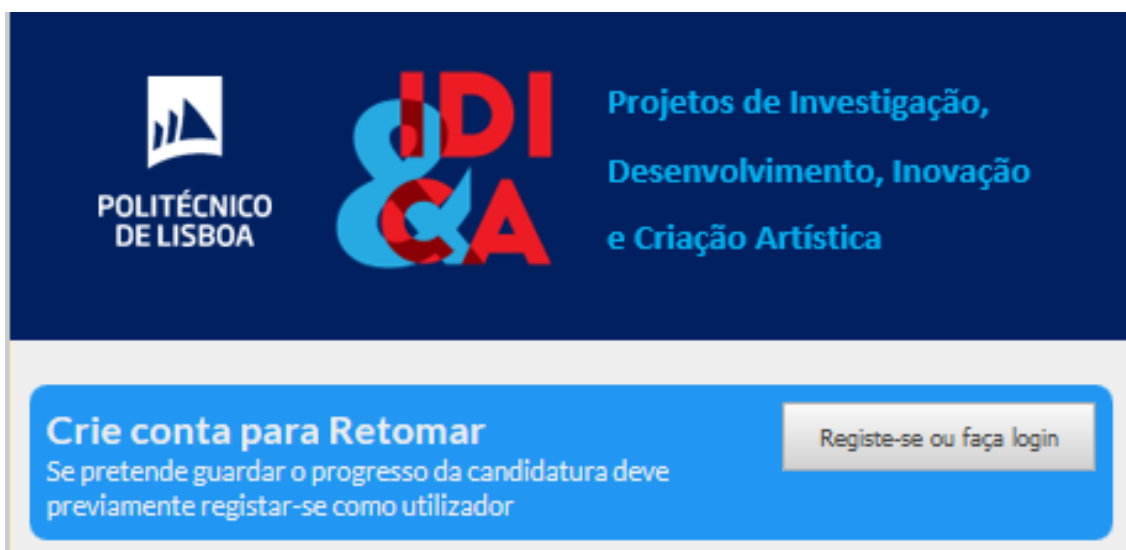 POLITÉCNICO
DE LISBOA
IDI
&CA
Projetos de Investigação,
Desenvolvimento, Inovação
e Criação Artística
Crie conta para Retomar
Se pretende guardar o progresso da candidatura deve
previamente registar-se como utilizador
Registe-se ou faça login